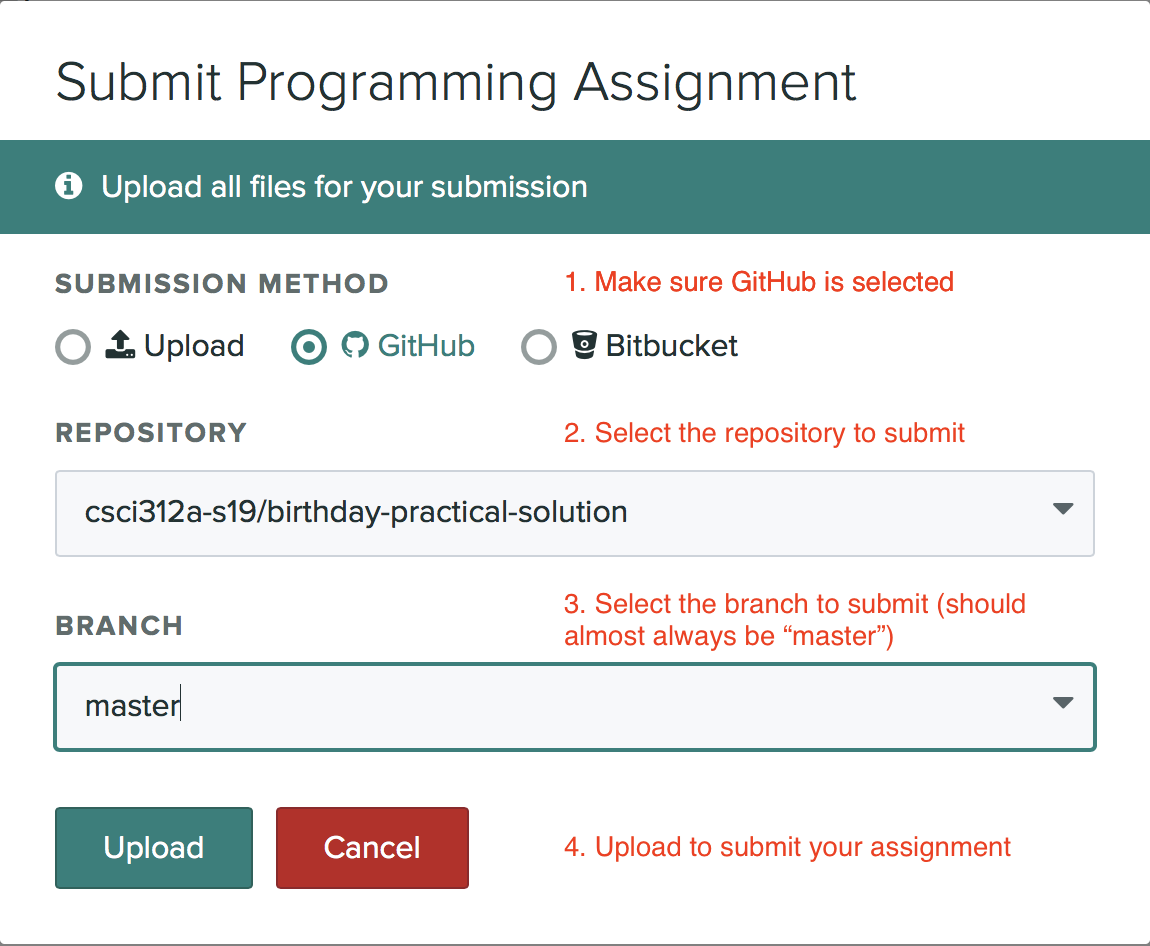 Submit Programming Assignment
Upload all files for your submission
SUBMISSION METHOD
1. Make sure GitHub is selected
Upload
GitHub
Bitbucket
REPOSITORY
2. Select the repository to submit
csci312a-s19/birthday-practical-solution
BRANCH
3. Select the branch to submit (should
almost always be “master”)
master
Upload
Cancel
4. Upload to submit your assignment